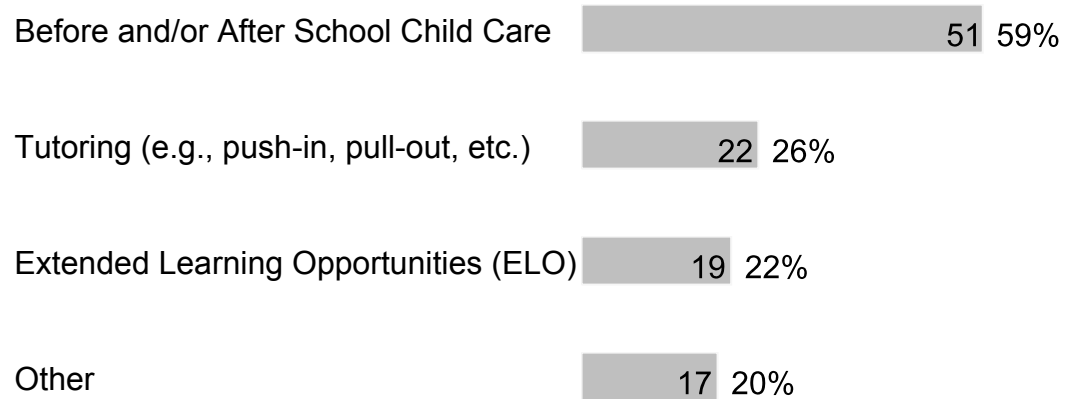 Before and/or After School Child Care 51 59%
Tutoring (e.g., push-in, pull-out, etc.) 22 26%
Extended Learning Opportunities (ELO) 19 22%
Other 17 20%